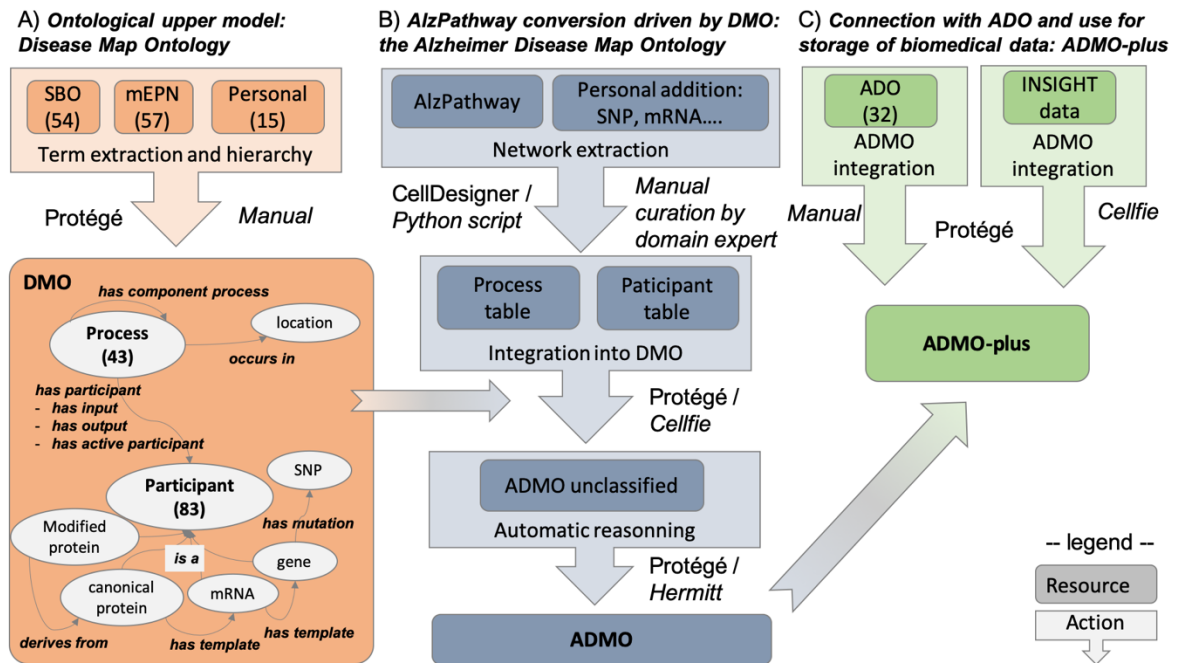 A) Ontological upper model:
Disease Map Ontology
SBO
(54)
mEPN
(57)
Personal
(15)
Term extraction and hierarchy
Protégé
Manual
DMO
has component process
Process
(43)
location
occurs in
has participant
- has input
- has output
- has active participant
Participant
(83)
SNP
has mutation
Modified
protein
is a
gene
canonical
protein
mRNA
derives from
has template
has template
B) AlzPathway conversion driven by DMO:
the Alzheimer Disease Map Ontology
AlzPathway
Personal addition:
SNP, mRNA....
Network extraction
CellDesigner /
Python script
Manual
curation by
domain expert
Process
table
Paticipant
table
Integration into DMO
Protégé /
Cellfie
ADMO unclassified
Automatic reasonning
Protégé /
Hermitt
ADMO
C) Connection with ADO and use for
storage of biomedical data: ADMO-plus
ADO
(32)
ADMO
integration
INSIGHT
data
ADMO
integration
Manual
Protégé
Cellfie
ADMO-plus
-- legend --
Resource
Action